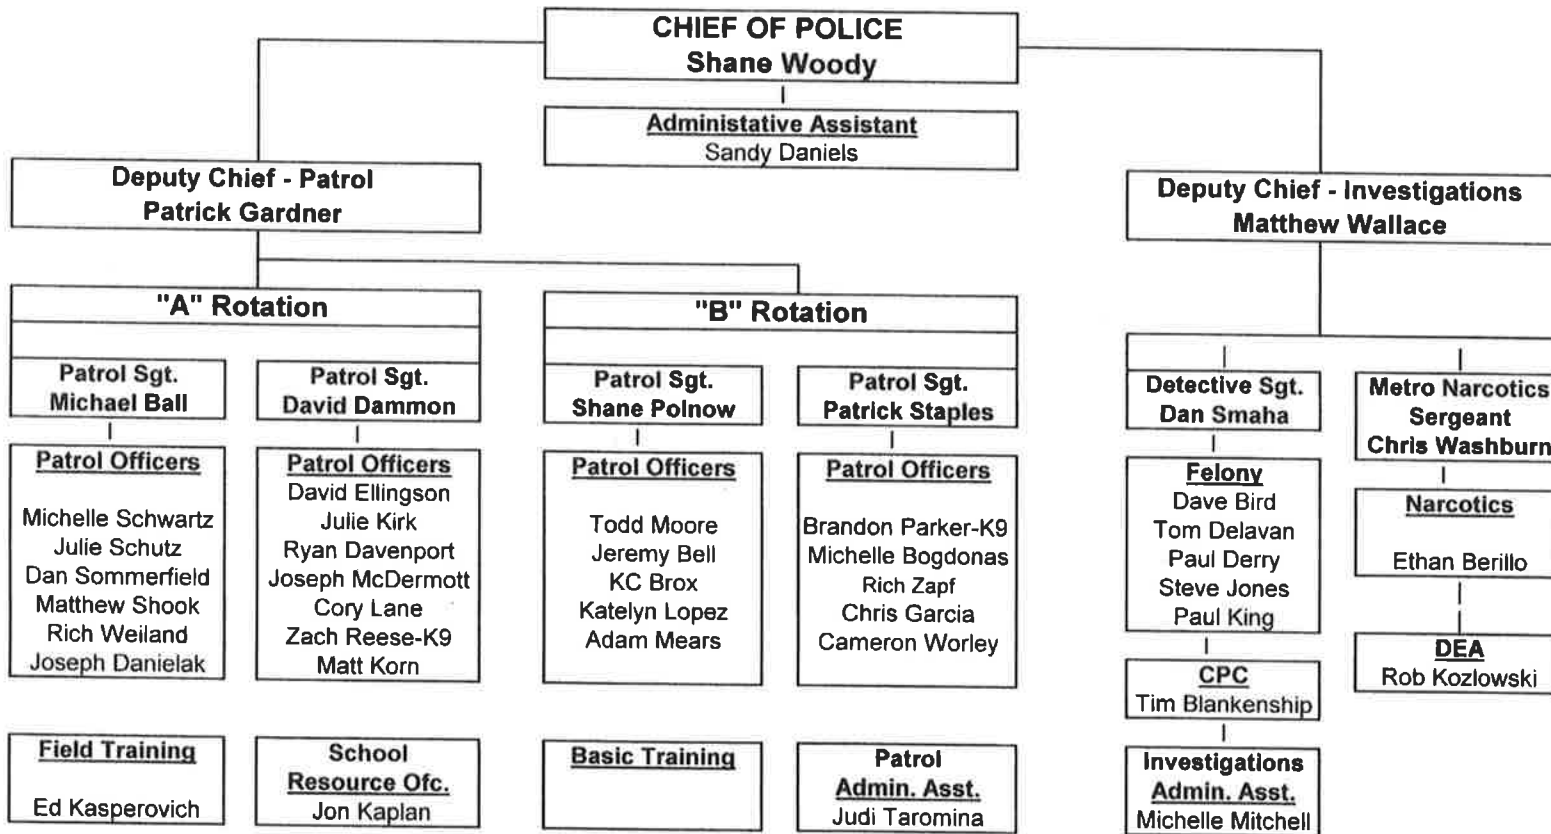 CHIEF OF POLICE
Shane Woody
Administative Assistant
Sandy Daniels
Deputy Chief - Patrol
Patrick Gardner
Deputy Chief - Investigations
Matthew Wallace
"A" Rotation
"B" Rotation
Patrol Sgt.
Michael Ball
Patrol Sgt.
David Dammon
Patrol Sgt.
Shane Polnow
Patrol Sgt.
Patrick Staples
Detective Sgt.
Dan Smaha
Metro Narcotics
Sergeant
Chris Washburn
Patrol Officers
Michelle Schwartz
Julie Schutz
Dan Sommerfield
Matthew Shook
Rich Weiland
Joseph Danielak
Patrol Officers
David Ellingson
Julie Kirk
Ryan Davenport
Joseph McDermott
Cory Lane
Zach Reese-K9
Matt Korn
Patrol Officers
Todd Moore
Jeremy Bell
KC Brox
Katelyn Lopez
Adam Mears
Patrol Officers
Brandon Parker-K9
Michelle Bogdonas
Rich Zapf
Chris Garcia
Cameron Worley
Felony
Dave Bird
Tom Delavan
Paul Derry
Steve Jones
Paul King
Narcotics
Ethan Berillo
CPC
Tim Blankenship
DEA
Rob Kozlowski
Field Training
Ed Kasperovich
School
Resource Ofc.
Jon Kaplan
Basic Training
Patrol
Admin. Asst.
Judi Taromina
Investigations
Admin. Asst.
Michelle Mitchell